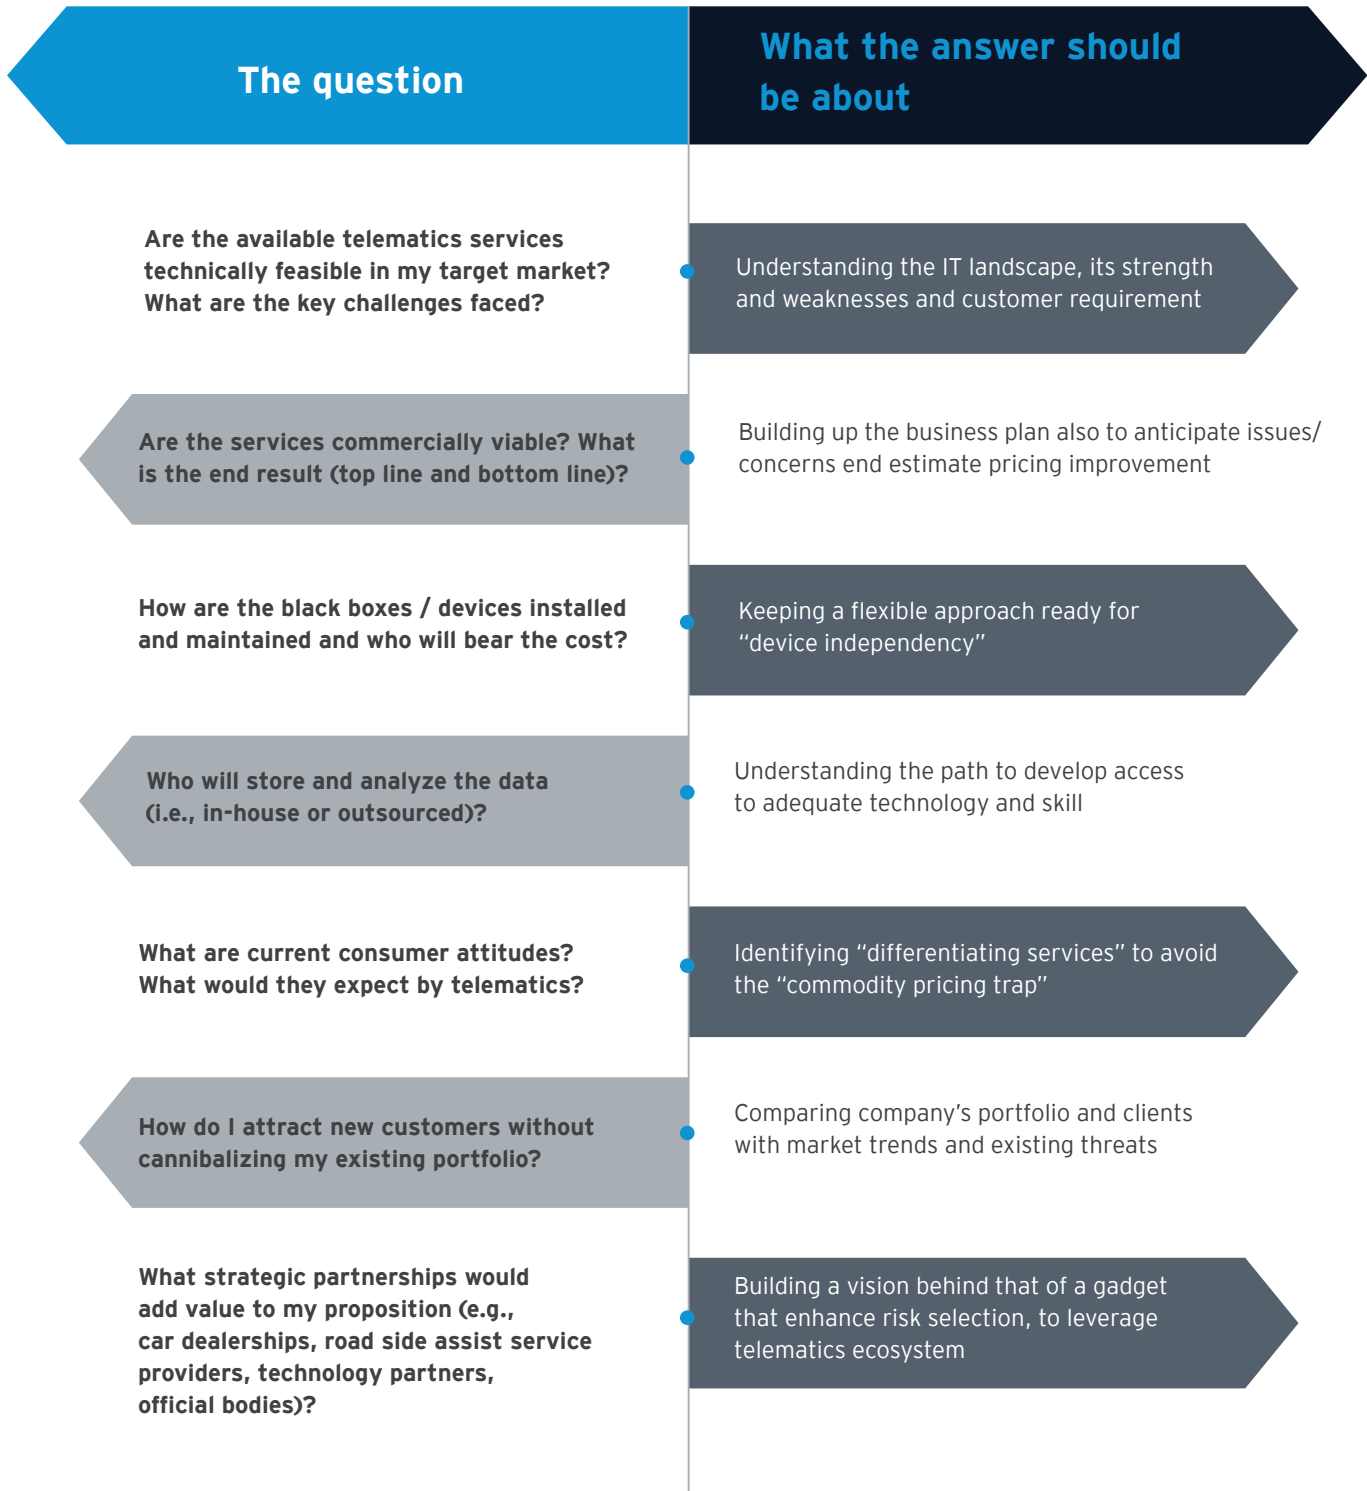 The question
What the answer should
be about
Are the available telematics services
technically feasible in my target market?
What are the key challenges faced?
Understanding the IT landscape, its strength
and weaknesses and customer requirement
Are the services commercially viable? What
is the end result (top line and bottom line)?
Building up the business plan also to anticipate issues/
concerns end estimate pricing improvement
How are the black boxes / devices installed
and maintained and who will bear the cost?
Keeping a flexible approach ready for
“device independency”
Who will store and analyze the data
(i.e., in-house or outsourced)?
Understanding the path to develop access
to adequate technology and skill
What are current consumer attitudes?
What would they expect by telematics?
Identifying “differentiating services” to avoid
the “commodity pricing trap”
How do I attract new customers without
cannibalizing my existing portfolio?
Comparing company’s portfolio and clients
with market trends and existing threats
What strategic partnerships would
add value to my proposition (e.g.,
car dealerships, road side assist service
providers, technology partners,
official bodies)?
Building a vision behind that of a gadget
that enhance risk selection, to leverage
telematics ecosystem